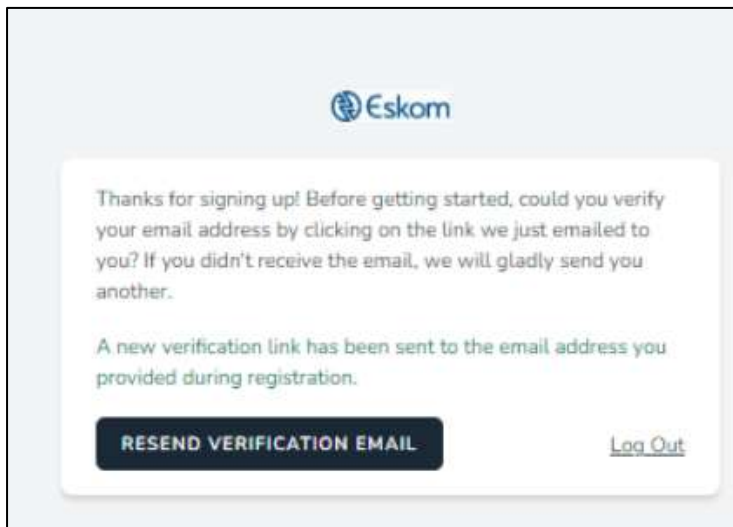 Eskom
Thanks for signing up! Before getting started, could you verify
your email address by clicking on the link we just emailed to
you? If you didn't receive the email, we will gladly send you
another.
A new verification link has been sent to the email address you
provided during registration.
RESEND VERIFICATION EMAIL
Log Out